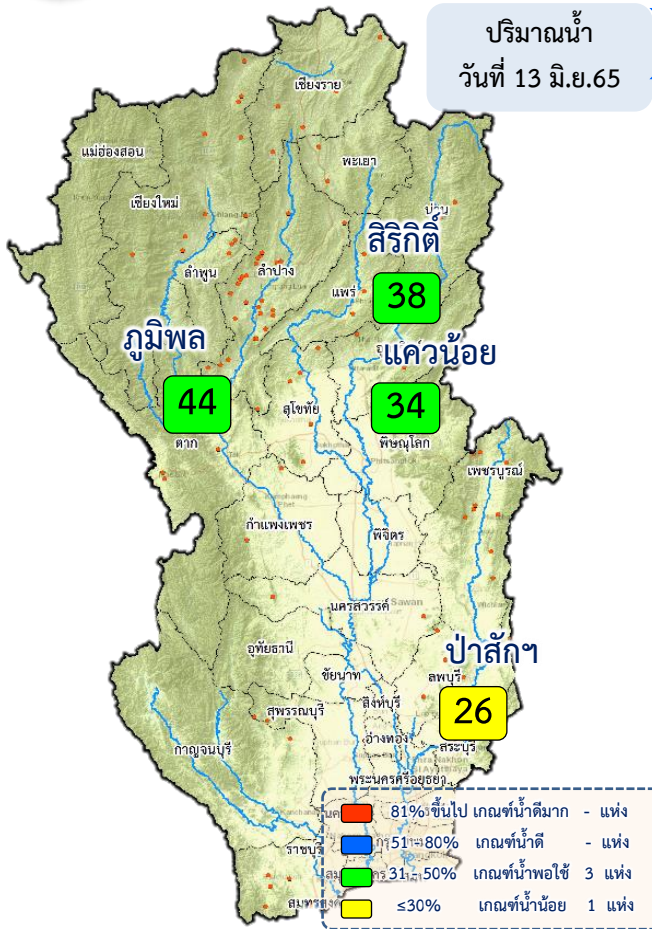 ปริมาณน้ำ
วันที่ 13 มิ.ย.65
เชียงราย
แม่ฮ่องสอน
พะเยา
เชียงใหม่
น่าน
สิริกิติ์
ลำพูน
ลำปาง
แพร่
38
ภูมิพล
แควน้อย
44
สุโขทัย
34
ตาก
พิษณุโลก
เพชรบูรณ์
กำแพงเพชร
พิจิตร
นครสวรรค์
อุทัยธานี
ป่าสักฯ
ชัยนาท
ลพบุรี
สุพรรณบุรี
สิงห์บุรี
26
อ่างทอง
กาญจนบุรี
สระบุรี
พระนครศรีอยุธยา
81% ขึ้นไป เกณฑ์น้ำดีมาก - แห่ง
51 - 80% เกณฑ์น้ำดี - แห่ง
ราชบุรี
31 - 50% เกณฑ์น้ำพอใช้ 3 แห่ง
≤30% เกณฑ์น้ำน้อย 1 แห่ง